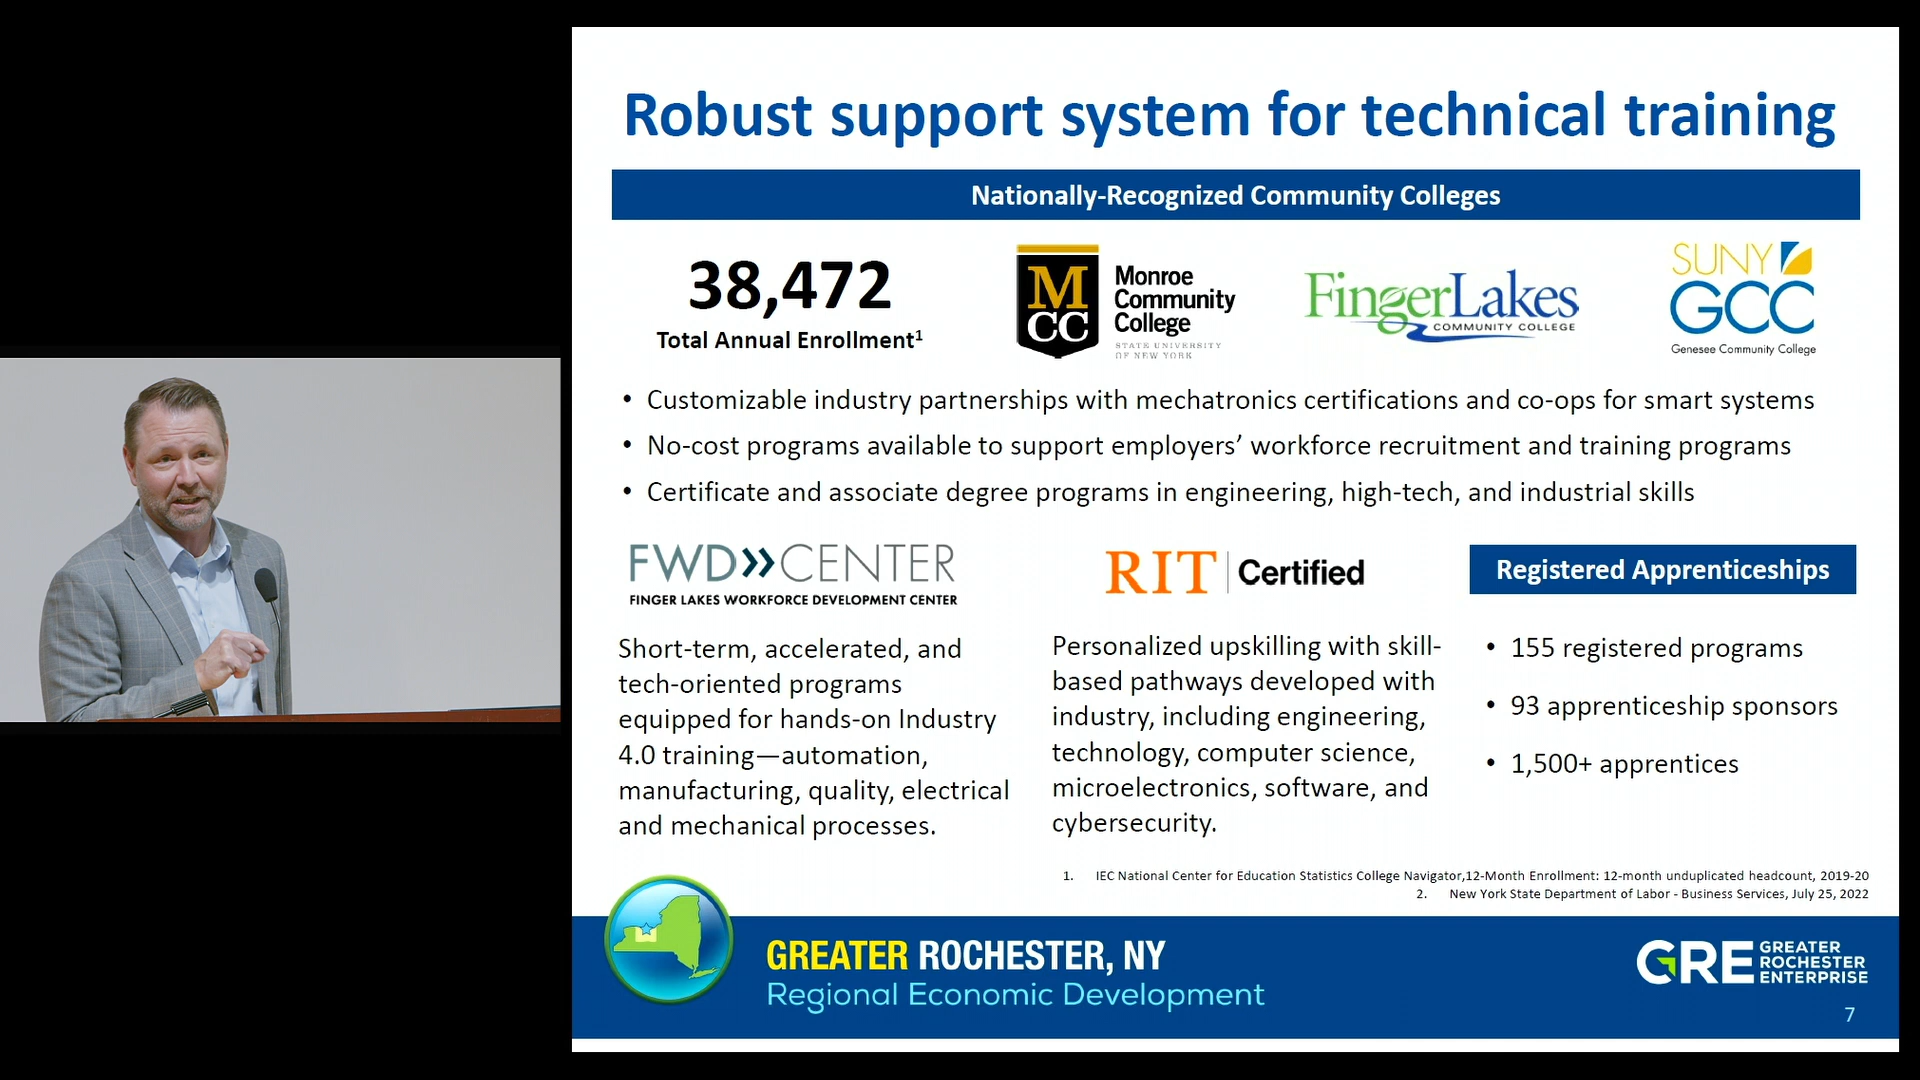 Robust support system for technical training
Nationally-Recognized Community Colleges
38,472
Total Annual Enrollment1
MCC
Monroe
Community
College
STATE UNIVERSITY
OF NEW YORK
FingerLakes
COMMUNITY COLLEGE
SUNY
GCC
Genesee Community College
• Customizable industry partnerships with mechatronics certifications and co-ops for smart systems
• No-cost programs available to support employers’ workforce recruitment and training programs
• Certificate and associate degree programs in engineering, high-tech, and industrial skills
FWD»CENTER
FINGER LAKES WORKFORCE DEVELOPMENT CENTER
Short-term, accelerated, and
tech-oriented programs
equipped for hands-on Industry
4.0 training—automation,
manufacturing, quality, electrical
and mechanical processes.
RIT | Certified
Personalized upskilling with skill-
based pathways developed with
industry, including engineering,
technology, computer science,
microelectronics, software, and
cybersecurity.
Registered Apprenticeships
• 155 registered programs
• 93 apprenticeship sponsors
• 1,500+ apprentices
1. IEC National Center for Education Statistics College Navigator,12-Month Enrollment: 12-month unduplicated headcount, 2019-20
2. New York State Department of Labor - Business Services, July 25, 2022
GREATER ROCHESTER, NY
Regional Economic Development
GRE
GREATER
ROCHESTER
ENTERPRISE
7